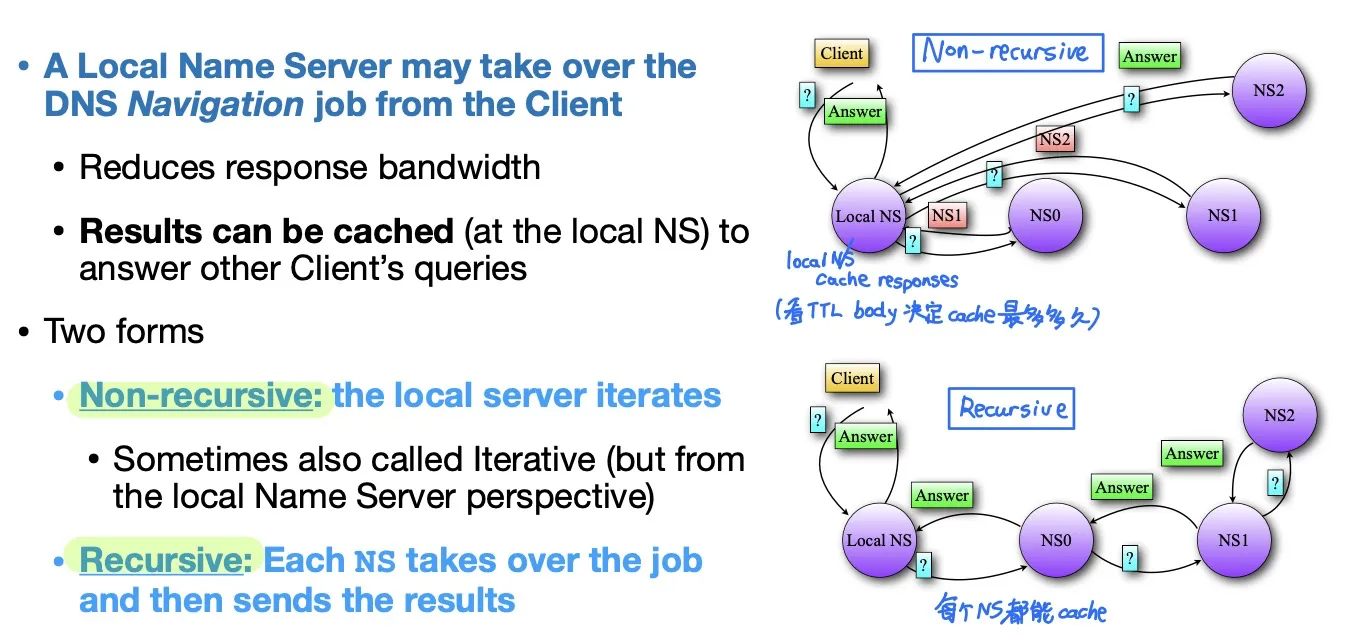 • A Local Name Server may take over the
DNS Navigation job from the Client
• Reduces response bandwidth
• Results can be cached (at the local NS) to
answer other Client’s queries
• Two forms
• Non-recursive: the local server iterates
• Sometimes also called Iterative (but from
the local Name Server perspective)
• Recursive: Each NS takes over the job
and then sends the results
Client
Non-recursive
Answer
?
Answer
?
NS2
NS2
?
Local NS
NS1
?
NS0
NS1
local NS
cache responses
(看TTL body 决定cache最多多久)
Client
Recursive
?
Answer
NS2
Answer
Answer
Answer
?
Local NS
?
NS0
?
NS1
每个NS都能cache